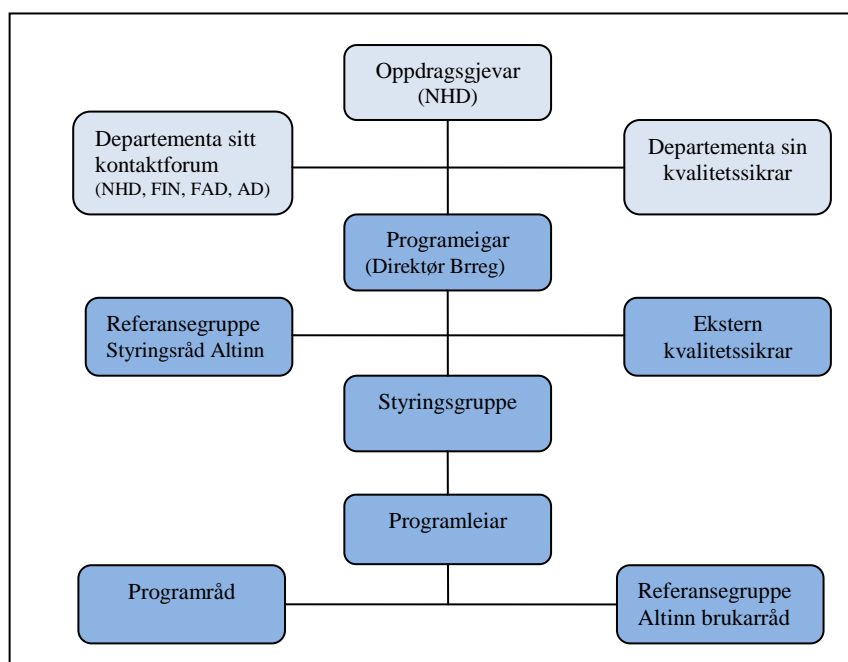 Oppdragsgjevar
(NHD)
Departementa sitt
kontaktforum
(NHD, FIN, FAD, AD)
Departementa sin
kvalitetssikrar
Programeigar
(Direktør Brreg)
Referansegruppe
Styringsråd Altinn
Ekstern
kvalitetssikrar
Styringsgruppe
Programleiar
Programråd
Referansegruppe
Altinn brukarråd